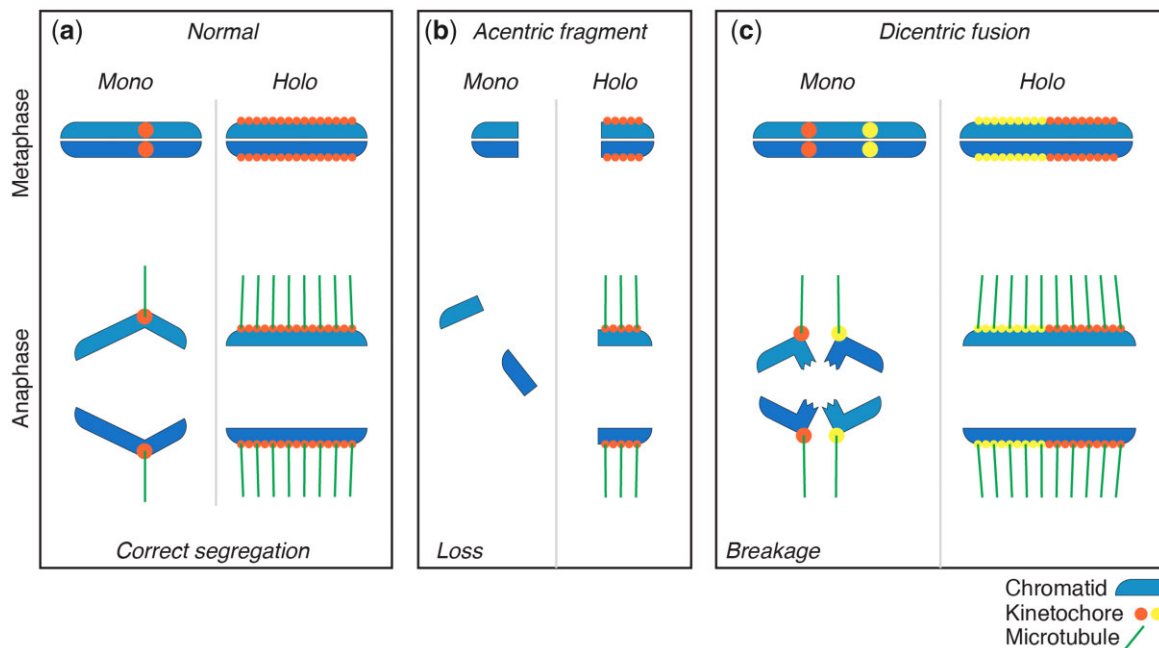 (a) Normal
Mono Holo
(b) Acentric fragment
Mono Holo
(c) Dicentric fusion
Mono Holo
Metaphase
Anaphase
Correct segregation
Loss
Breakage
Chromatid
Kinetochore
Microtubule